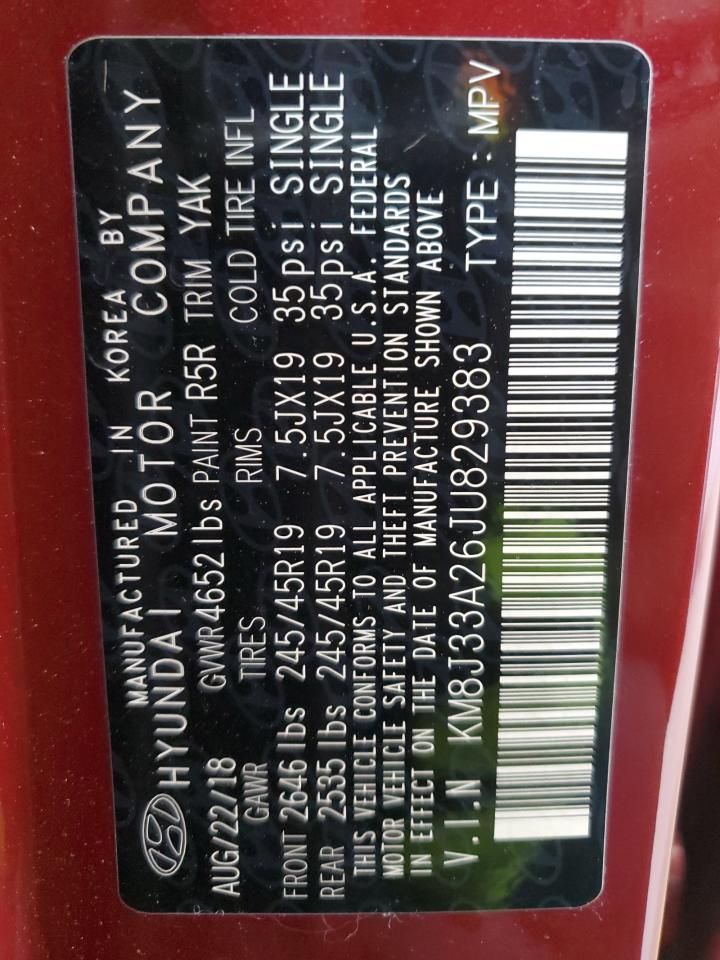 MANUFACTURED IN KOREA BY
HYUNDAI MOTOR COMPANY
AUG/22/18 GVWR 4652 lbs PAINT R5R TRIM YAK
GAWR TIRES RIMS COLD TIRE INFL
FRONT 2646 lbs 245/45R19 7.5JX19 35psi SINGLE
REAR 2535 lbs 245/45R19 7.5JX19 35psi SINGLE
THIS VEHICLE CONFORMS TO ALL APPLICABLE U.S.A. FEDERAL
MOTOR VEHICLE SAFETY AND THEFT PREVENTION STANDARDS
IN EFFECT ON THE DATE OF MANUFACTURE SHOWN ABOVE
V.I.N KM8J33A26JU829383 TYPE : MPV